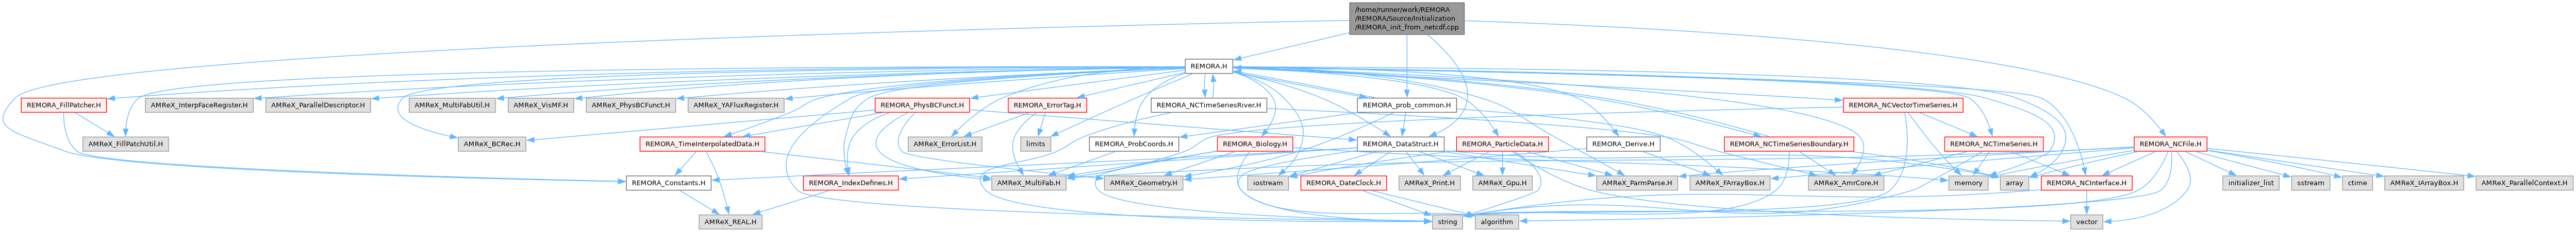 /home/runner/work/REMORA
/REMORA/Source/Initialization
/REMORA_init_from_netcdf.cpp
REMORA.H
REMORA_FillPatcher.H
AMReX_InterpFaceRegister.H
AMReX_ParallelDescriptor.H
AMReX_MultiFabUtil.H
AMReX_VisMF.H
AMReX_PhysBCFunct.H
AMReX_YAFluxRegister.H
REMORA_PhysBCFunct.H
REMORA_ErrorTag.H
REMORA_NCTimeSeriesRiver.H
REMORA_prob_common.H
REMORA_NCVectorTimeSeries.H
AMReX_FillPatchUtil.H
AMReX_BCRec.H
REMORA_TimeInterpolatedData.H
AMReX_ErrorList.H
limits
REMORA_ProbCoords.H
REMORA_Biology.H
REMORA_DataStruct.H
REMORA_ParticleData.H
REMORA_Derive.H
REMORA_NCTimeSeriesBoundary.H
REMORA_NCTimeSeries.H
REMORA_NCFile.H
REMORA_Constants.H
REMORA_IndexDefines.H
AMReX_MultiFab.H
AMReX_Geometry.H
iostream
REMORA_DateClock.H
AMReX_Print.H
AMReX_Gpu.H
AMReX_ParmParse.H
AMReX_FArrayBox.H
AMReX_AmrCore.H
memory
array
REMORA_NCInterface.H
initializer_list
sstream
ctime
AMReX_IArrayBox.H
AMReX_ParallelContext.H
AMReX_REAL.H
string
algorithm
vector